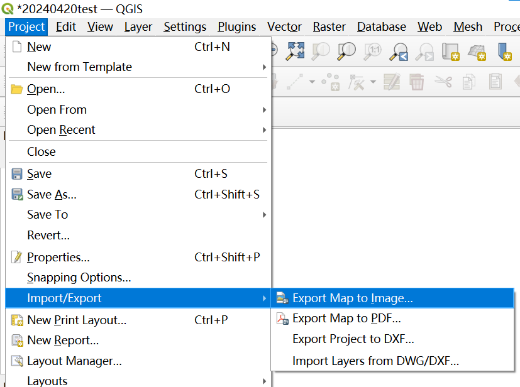 *20240420test — QGIS
Project Edit View Layer Settings Plugins Vector Raster Database Web Mesh
New Ctrl+N
New from Template
Open... Ctrl+O
Open From
Open Recent
Close
Save Ctrl+S
Save As... Ctrl+Shift+S
Save To
Revert...
Properties... Ctrl+Shift+P
Snapping Options...
Import/Export
Export Map to Image...
New Print Layout... Ctrl+P
Export Map to PDF...
New Report...
Export Project to DXF...
Layout Manager...
Import Layers from DWG/DXF...
Layouts